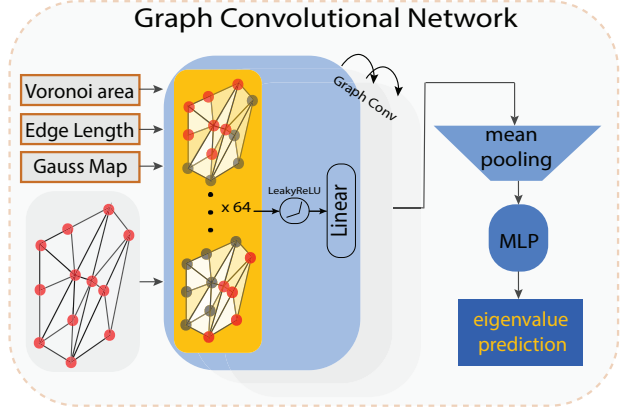 Graph Convolutional Network
Voronoi area
Edge Length
Gauss Map
x 64
LeakyReLU
Linear
Graph Conv
mean
pooling
MLP
eigenvalue
prediction